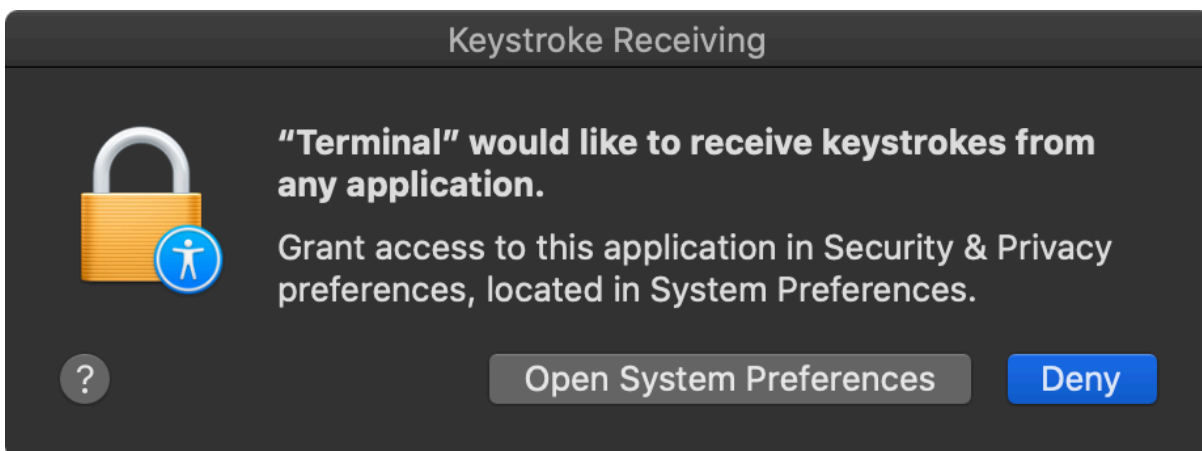 Keystroke Receiving
“Terminal” would like to receive keystrokes from
any application.
Grant access to this application in Security & Privacy
preferences, located in System Preferences.
?
Open System Preferences
Deny